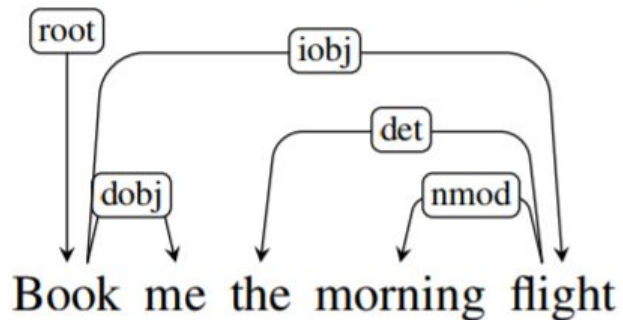 root
iobj
det
dobj
nmod
Book me the morning flight